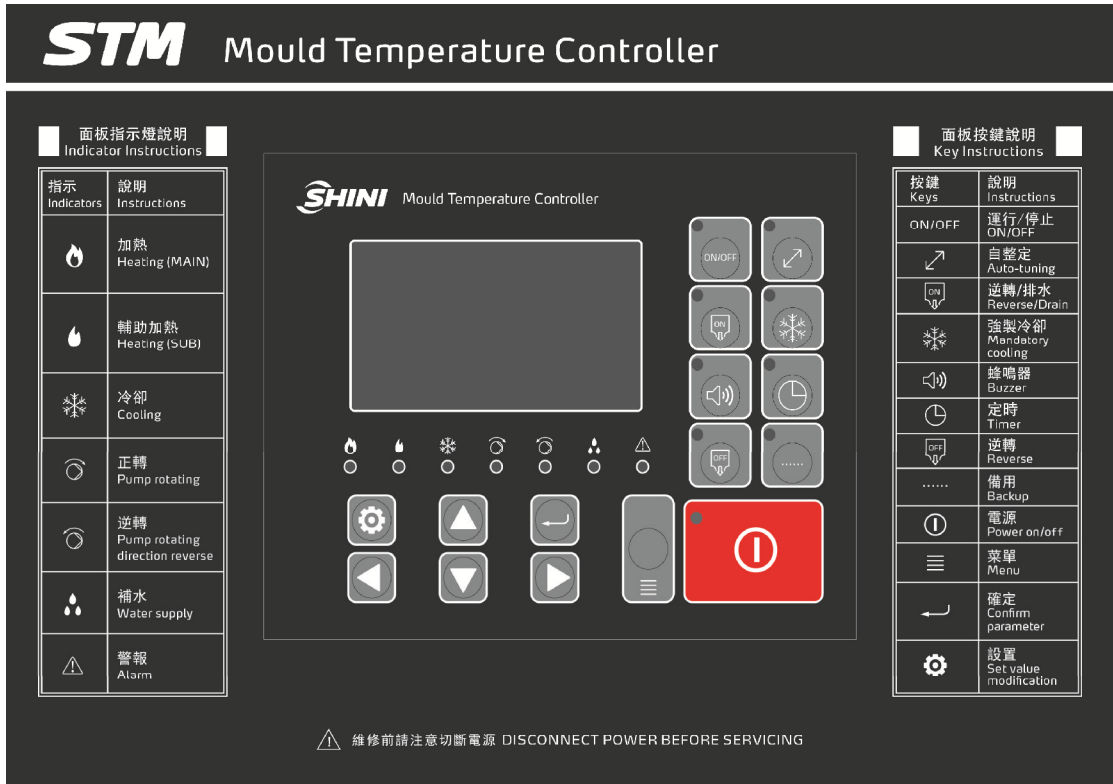 STM Mould Temperature Controller
面板指示燈說明
Indicator Instructions
指示
Indicators
說明
Instructions
加熱
Heating (MAIN)
輔助加熱
Heating (SUB)
冷卻
Cooling
正轉
Pump rotating
逆轉
Pump rotating
direction reverse
補水
Water supply
警報
Alarm
SHINI Mould Temperature Controller
ON/OFF
ON
OFF
......
面板按鍵說明
Key Instructions
按鍵
Keys
說明
Instructions
ON/OFF
運行/停止
ON/OFF
自整定
Auto-tuning
ON
逆轉/排水
Reverse/Drain
強製冷卻
Mandatory
cooling
蜂鳴器
Buzzer
定時
Timer
OFF
逆轉
Reverse
......
備用
Backup
電源
Power on/off
菜單
Menu
確定
Confirm
parameter
設置
Set value
modification
維修前請注意切斷電源 DISCONNECT POWER BEFORE SERVICING